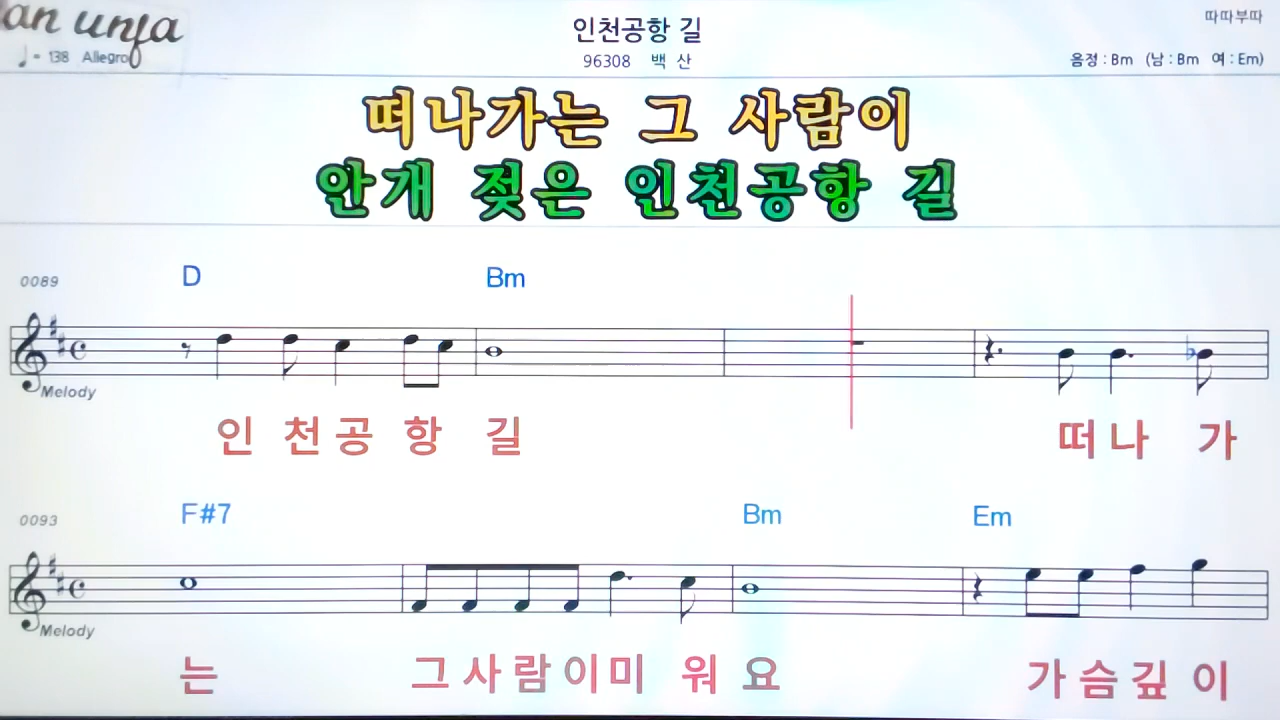 an unfa
인천공항 길
따따부따
♩= 138 Allegro
96308 백 산
음정 : Bm (남 : Bm 여 : Em)
떠나가는 그 사람이
안개 젖은 인천공항 길
0089
D Bm
Melody
인 천 공 항 길 떠 나 가
0093
F#7 Bm Em
Melody
는 그 사 람 이 미 워 요 가 슴 깊 이